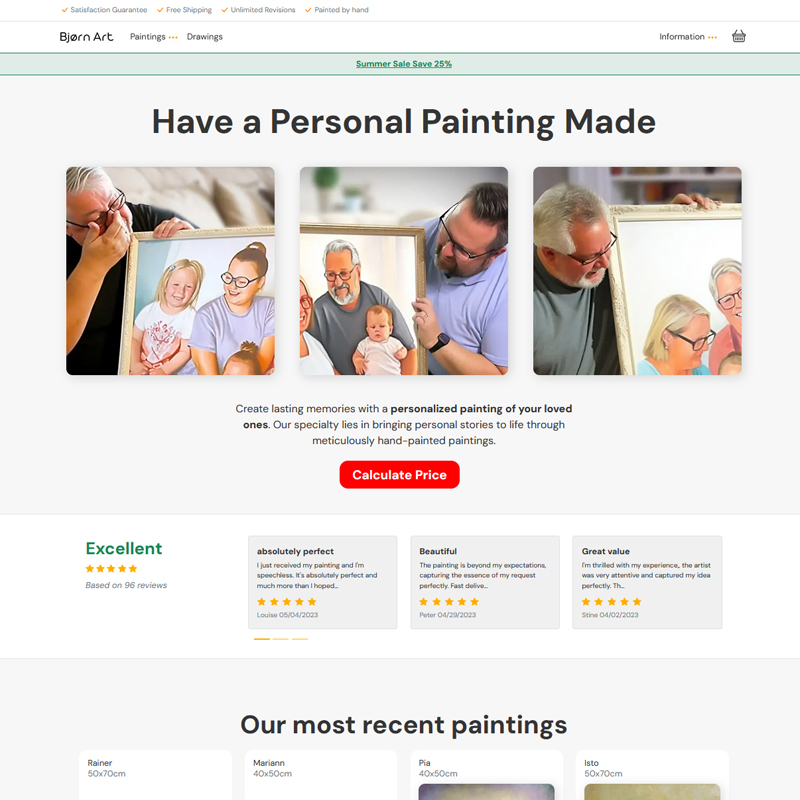 Satisfaction Guarantee Free Shipping Unlimited Revisions Painted by hand
Bjørn Art Paintings Drawings Information
Summer Sale Save 25%
Have a Personal Painting Made
Create lasting memories with a personalized painting of your loved
ones. Our specialty lies in bringing personal stories to life through
meticulously hand-painted paintings.
Calculate Price
Excellent
Based on 96 reviews
absolutely perfect
I just received my painting and I'm
speechless. It's absolutely perfect and
much more than I hoped...
Louise 05/04/2023
Beautiful
The painting is beyond my expectations,
capturing the essence of my request
perfectly. Fast delive...
Peter 04/29/2023
Great value
I'm thrilled with my experience,, the artist
was very attentive and captured my idea
perfectly. Th...
Stine 04/02/2023
Our most recent paintings
Rainer
50x70cm
Mariann
40x50cm
Pia
40x50cm
Isto
50x70cm